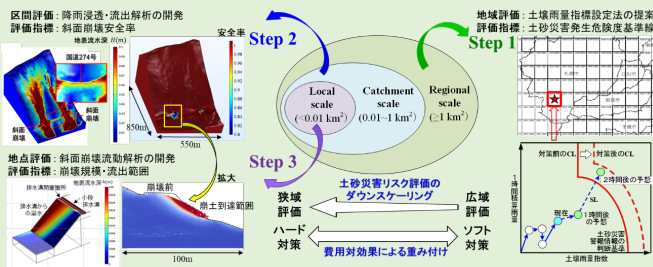 区間評価：降雨浸透・流出解析の開発
評価指標：斜面崩壊安全率
地表流水深 H(m)
国道274号
斜面
崩壊
斜面
崩壊
安全率
850m
550m
Step 2
Step 1
Step 3
Local
scale
(<0.01 km²)
Catchment
scale
(0.01~1 km²)
Regional
scale
(≧1 km²)
地域評価：土壌雨量指数設定法の提案
評価指標：土砂災害発生危険度基準線
地点評価：斜面崩壊流動解析の開発
評価指標：崩壊規模・流出範囲
排水溝閉塞箇所
排水溝から
の溢水
小段
排水溝
地表流水深 H(m)
拡大
崩壊前
崩土到達範囲
100m
土砂災害リスク評価の
ダウンスケーリング
狭域
評価
広域
評価
ハード
対策
ソフト
対策
費用対効果による重み付け
対策前のCL
対策後のCL
2時間後の予想
SL
現在
1時間後
の予想
土砂災害
警報情報の
判断基準
1時間積算雨量
土壌雨量指数